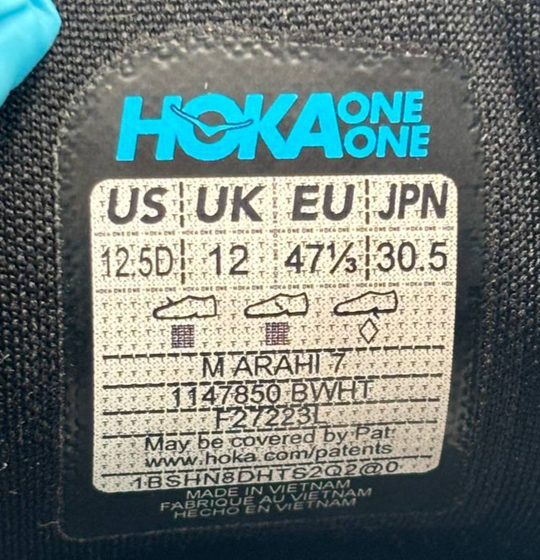 HOKA ONE ONE
US UK EU JPN
12.5D 12 47⅓ 30.5
M ARAHI 7
1147850 BWHT
F27223L
May be covered by Pat:
www.hoka.com/patents
1BSHN8DHTS2Q2@0
MADE IN VIETNAM
FABRIQUE AU VIETNAM
HECHO EN VIETNAM